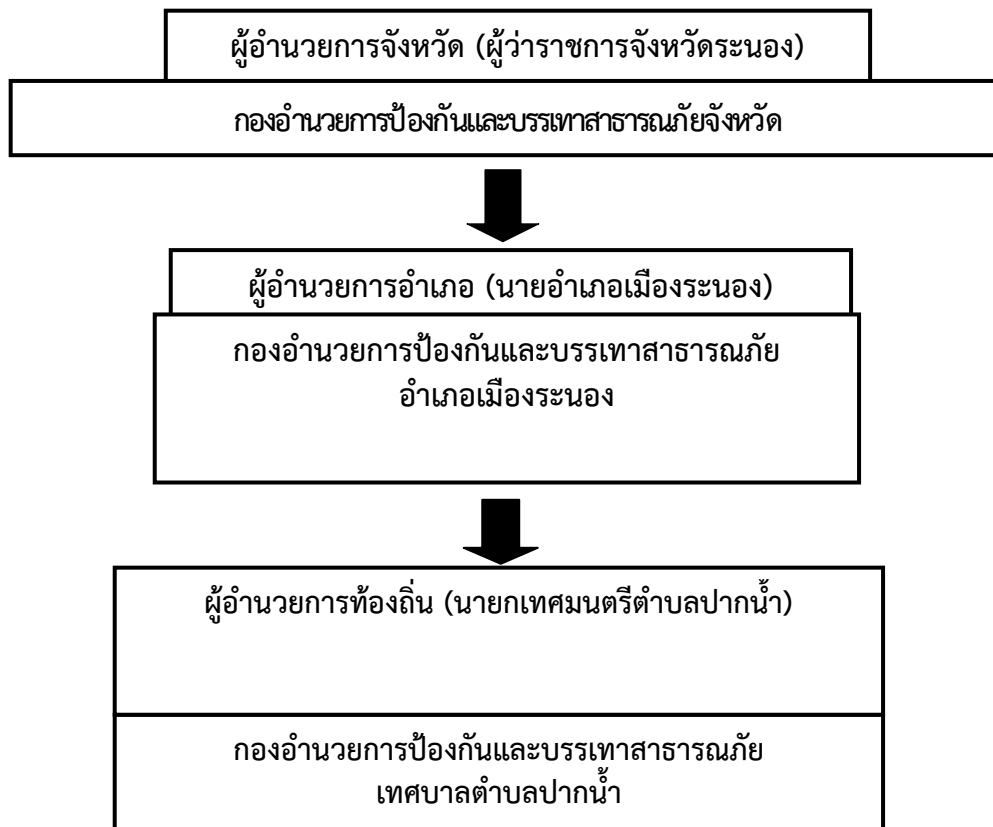 ผู้อำนวยการจังหวัด (ผู้ว่าราชการจังหวัดระนอง)
กองอำนวยการป้องกันและบรรเทาสาธารณภัยจังหวัด
ผู้อำนวยการอำเภอ (นายอำเภอเมืองระนอง)
กองอำนวยการป้องกันและบรรเทาสาธารณภัย
อำเภอเมืองระนอง
ผู้อำนวยการท้องถิ่น (นายกเทศมนตรีตำบลปากน้ำ)
กองอำนวยการป้องกันและบรรเทาสาธารณภัย
เทศบาลตำบลปากน้ำ